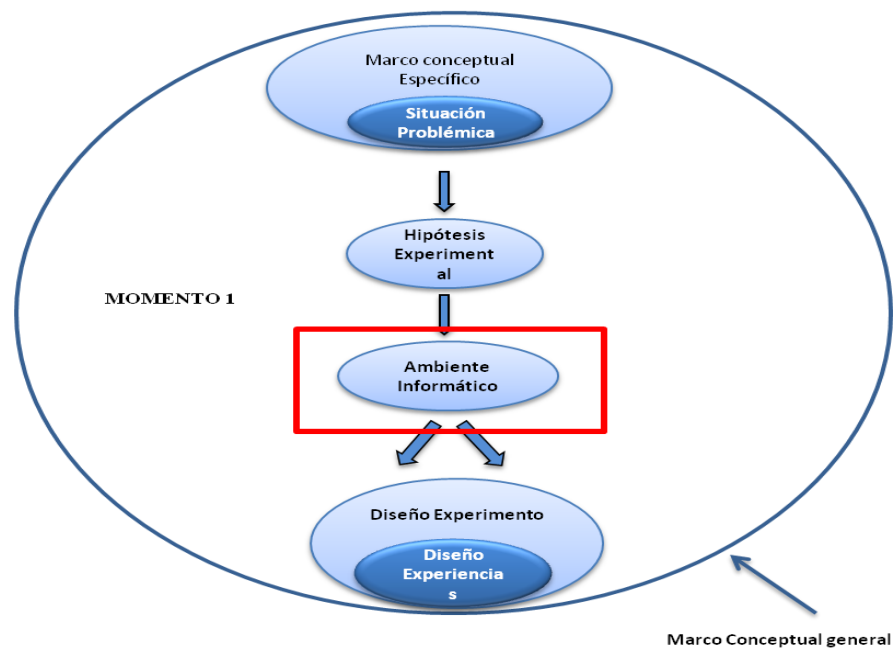 Marco conceptual
Específico
Situación
Problémica
Hipótesis
Experiment
al
MOMENTO 1
Ambiente
Informático
Diseño Experimento
Diseño
Experiencia
s
Marco Conceptual general